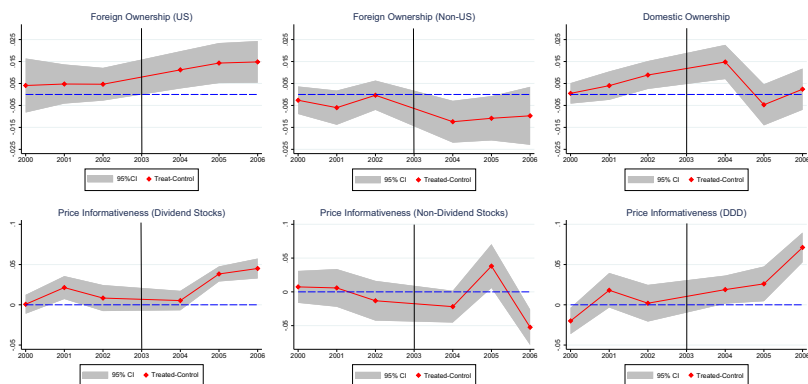 Foreign Ownership (US)
.025
.015
.005
-.005
-.015
-.025
2000 2001 2002 2003 2004 2005 2006
95%CI Treat-Control
Foreign Ownership (Non-US)
.025
.015
.005
-.005
-.015
-.025
2000 2001 2002 2003 2004 2005 2006
95% CI Treated-Control
Domestic Ownership
.025
.015
.005
-.005
-.015
-.025
2000 2001 2002 2003 2004 2005 2006
95% CI Treated-Control
Price Informativeness (Dividend Stocks)
.1
.05
0
-.05
2000 2001 2002 2003 2004 2005 2006
95% CI Treated-Control
Price Informativeness (Non-Dividend Stocks)
.1
.05
0
.05
2000 2001 2002 2003 2004 2005 2006
95% CI Treated-Control
Price Informativeness (DDD)
.1
.05
0
-.05
2000 2001 2002 2003 2004 2005 2006
95% CI Treated-Control